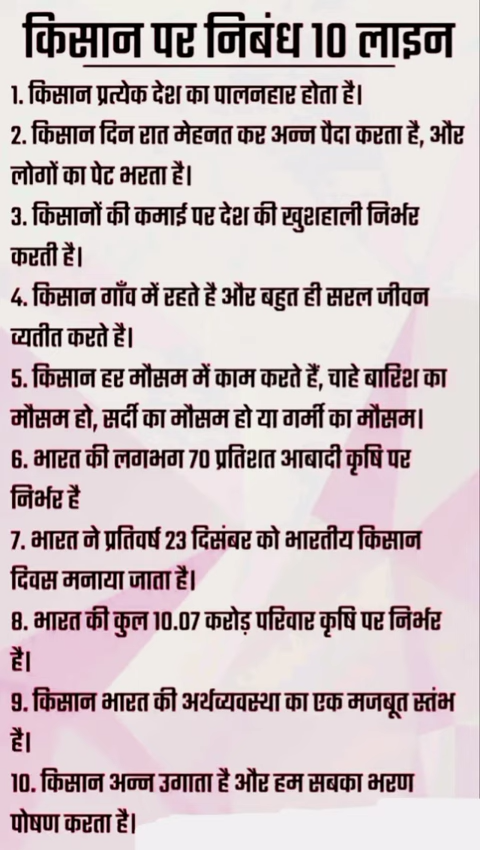 किसान पर निबंध 10 लाइन
1. किसान प्रत्येक देश का पालनहार होता है।
2. किसान दिन रात मेहनत कर अन्न पैदा करता है, और
लोगों का पेट भरता है।
3. किसानों की कमाई पर देश की खुशहाली निर्भर
करती है।
4. किसान गाँव में रहते है और बहुत ही सरल जीवन
व्यतीत करते है।
5. किसान हर मौसम में काम करते हैं, चाहे बारिश का
मौसम हो, सर्दी का मौसम हो या गर्मी का मौसम।
6. भारत की लगभग 70 प्रतिशत आबादी कृषि पर
निर्भर है
7. भारत ने प्रतिवर्ष 23 दिसंबर को भारतीय किसान
दिवस मनाया जाता है।
8. भारत की कुल 10.07 करोड़ परिवार कृषि पर निर्भर
है।
9. किसान भारत की अर्थव्यवस्था का एक मजबूत स्तंभ
है।
10. किसान अन्न उगाता है और हम सबका भरण
पोषण करता है।